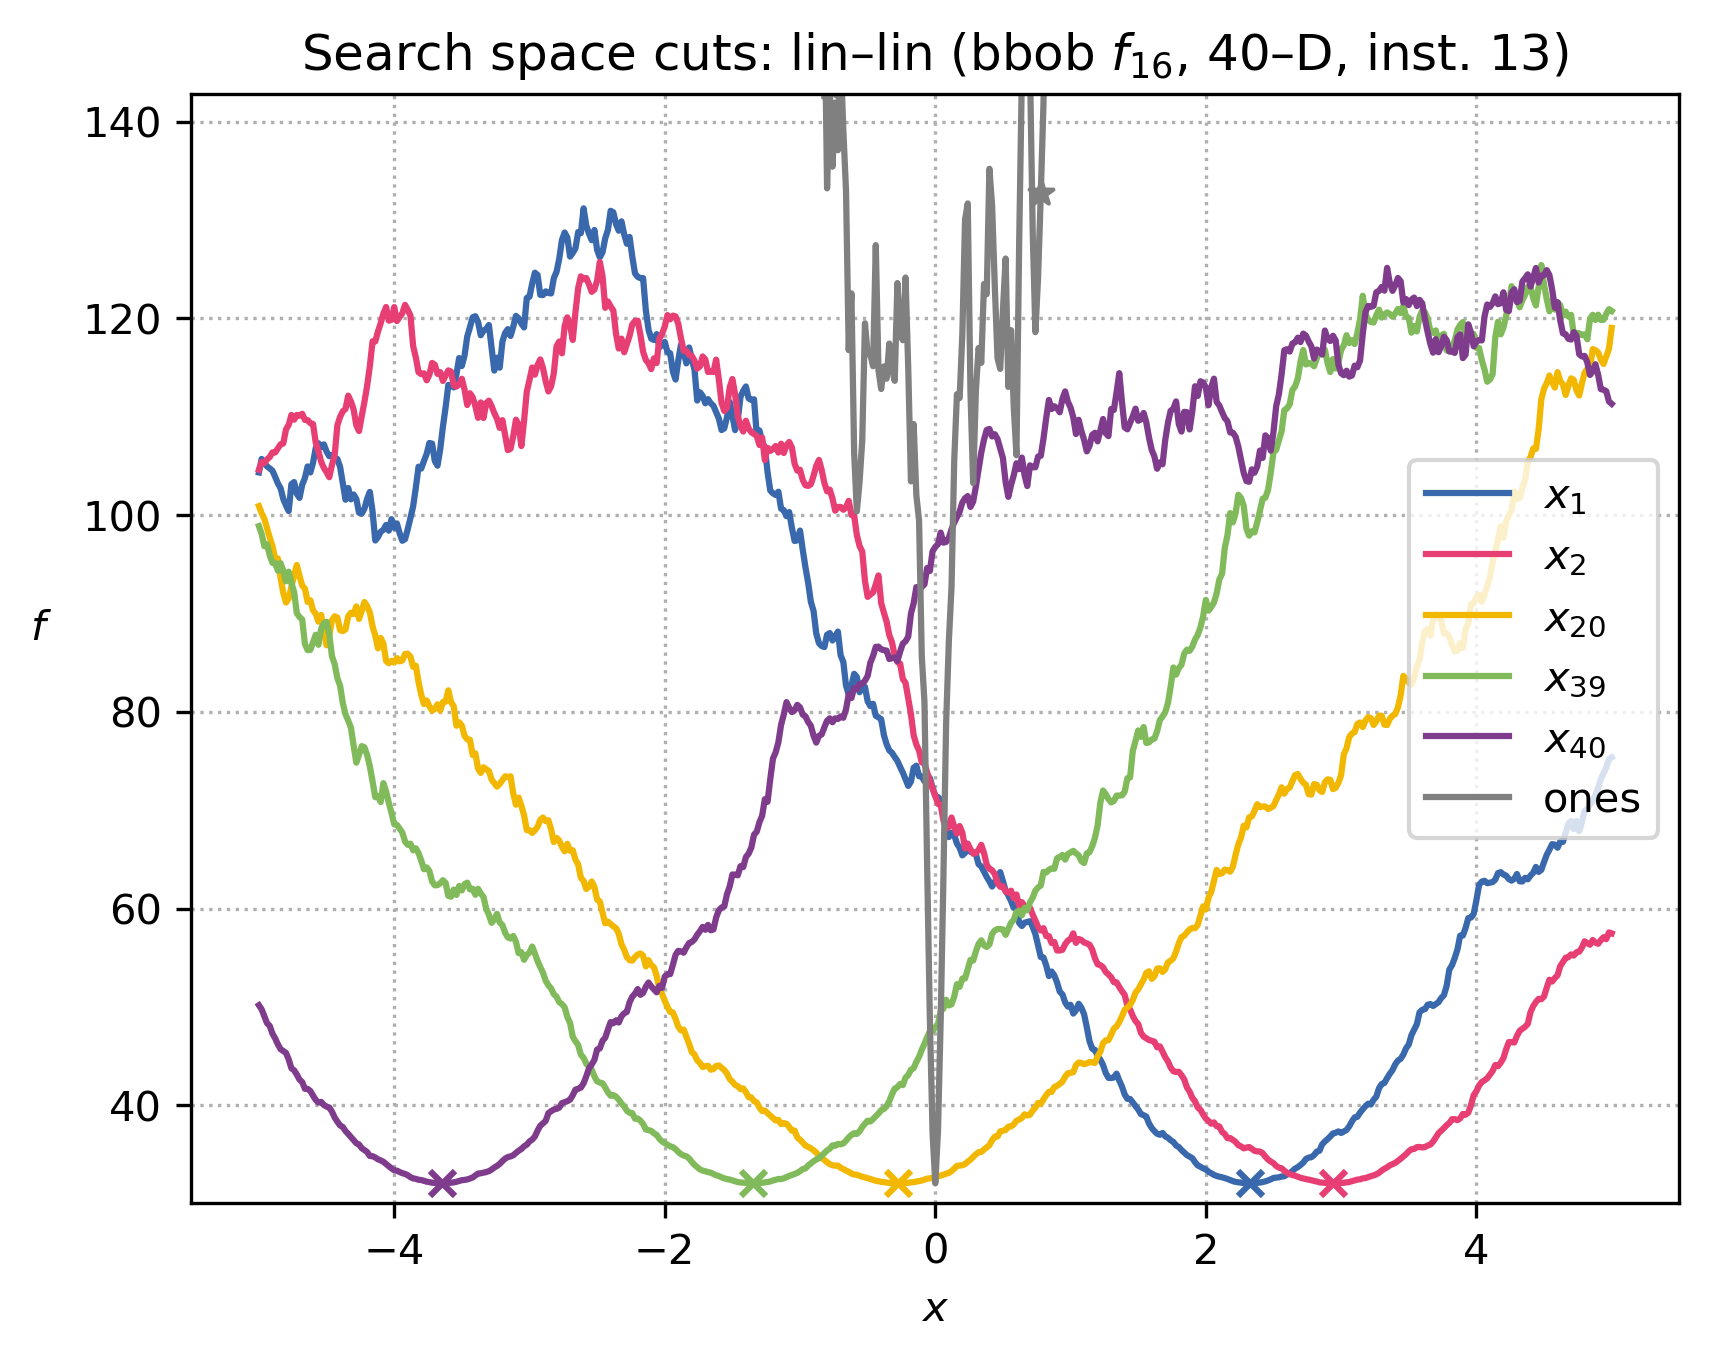 Search space cuts: lin–lin (bbob f₁₆, 40–D, inst. 13)
140
120
100
80
60
40
f
x₁
x₂
x₂₀
x₃₉
x₄₀
ones
−4
−2
0
2
4
x